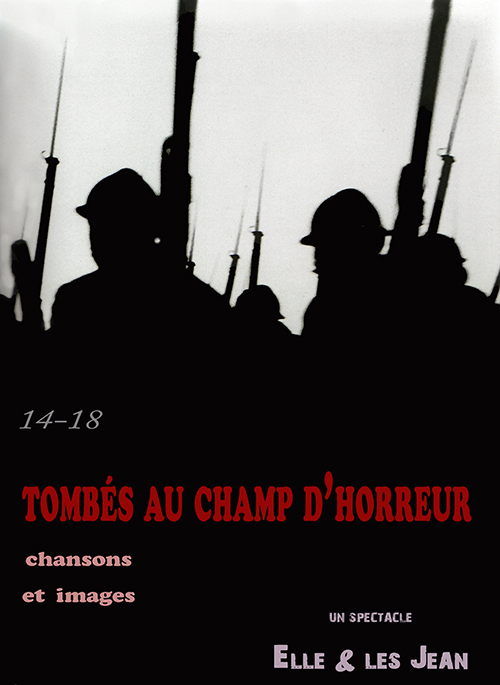 14-18
TOMBÉS AU CHAMP D'HORREUR
chansons
et images
UN SPECTACLE
ELLE & LES JEAN